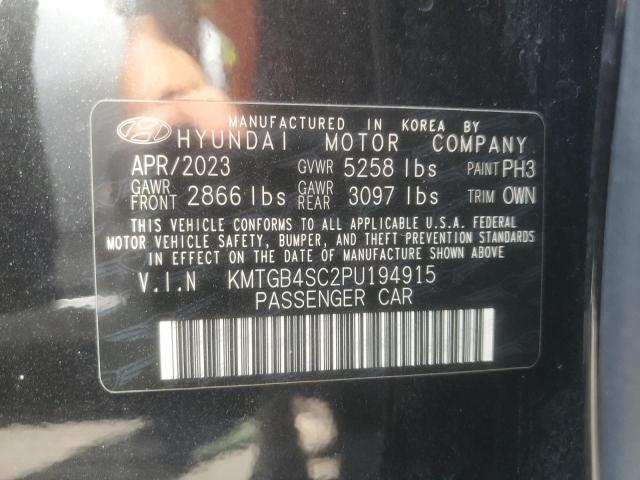 MANUFACTURED IN KOREA BY
HYUNDAI MOTOR COMPANY
APR/2023 GVWR 5258 lbs PAINT PH3
GAWR FRONT 2866 lbs GAWR REAR 3097 lbs TRIM OWN
THIS VEHICLE CONFORMS TO ALL APPLICABLE U.S.A. FEDERAL
MOTOR VEHICLE SAFETY, BUMPER, AND THEFT PREVENTION STANDARDS
IN EFFECT ON THE DATE OF MANUFACTURE SHOWN ABOVE
V.I.N KMTGB4SC2PU194915
PASSENGER CAR